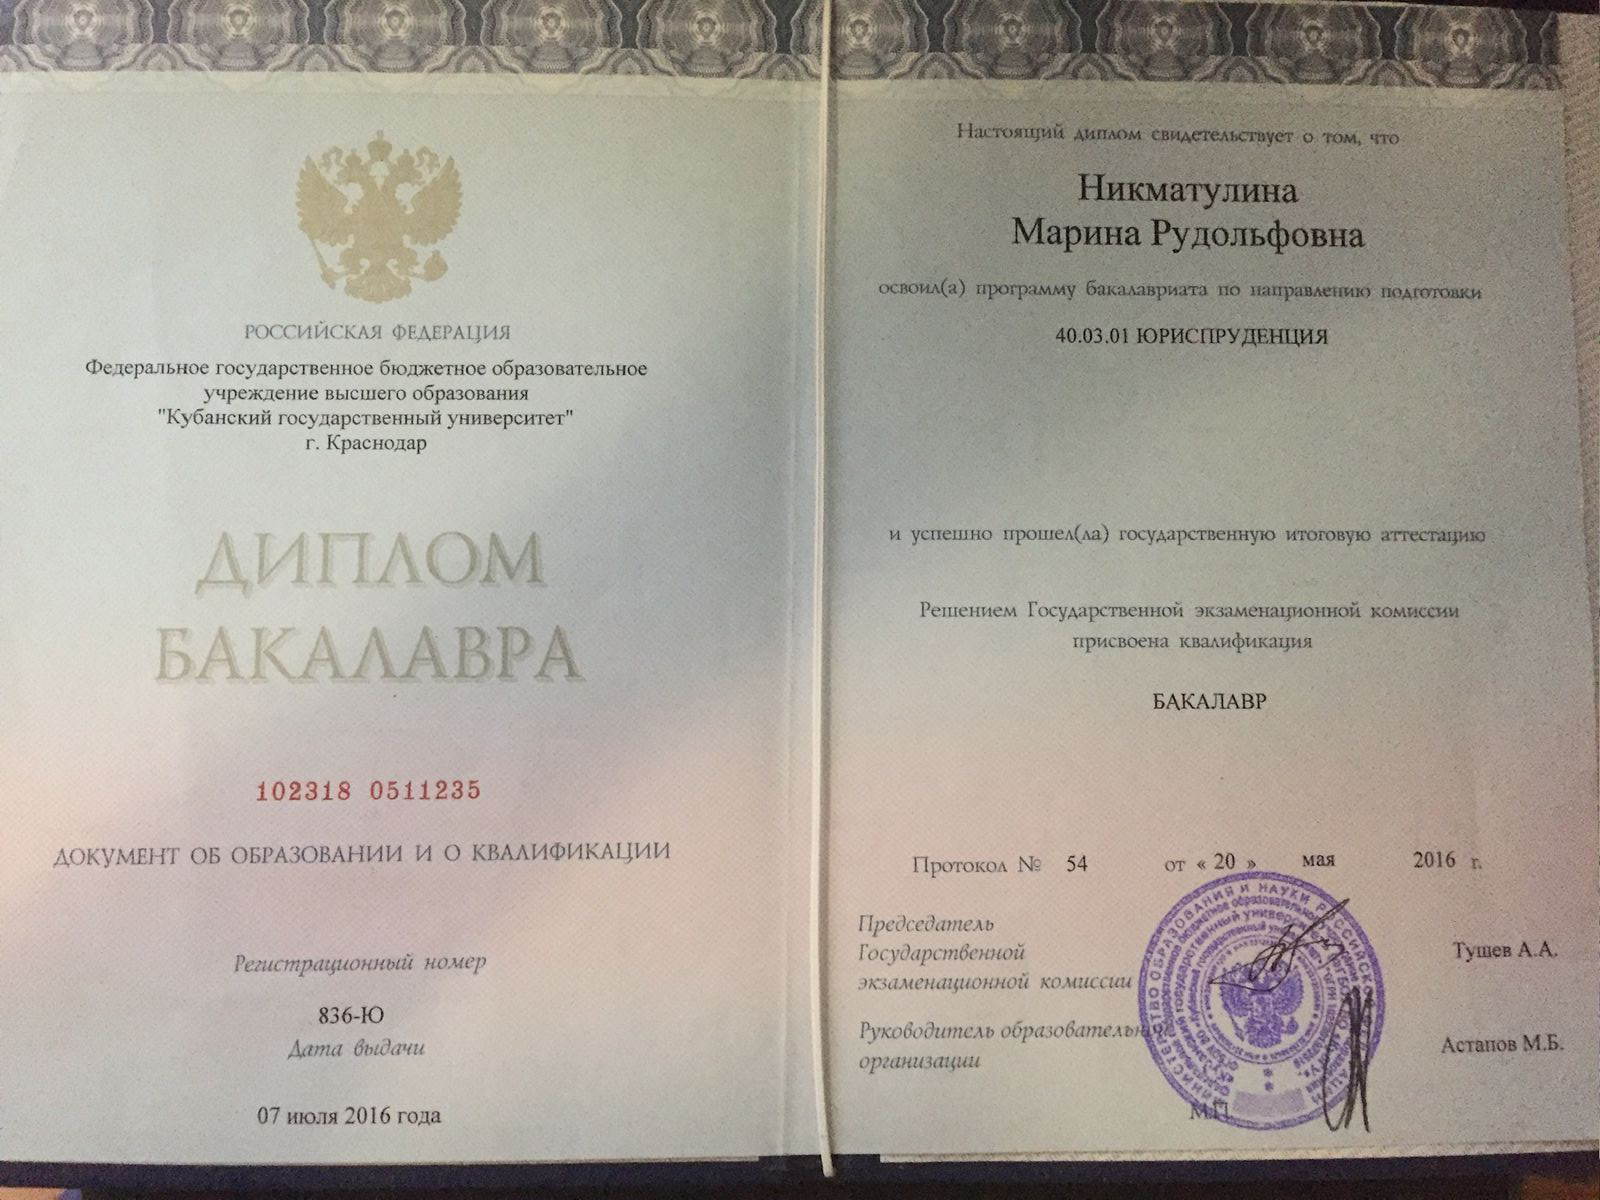 РОССИЙСКАЯ ФЕДЕРАЦИЯ
Федеральное государственное бюджетное образовательное
учреждение высшего образования
"Кубанский государственный университет"
г. Краснодар
ДИПЛОМ
БАКАЛАВРА
102318 0511235
ДОКУМЕНТ ОБ ОБРАЗОВАНИИ И О КВАЛИФИКАЦИИ
Регистрационный номер
836-Ю
Дата выдачи
07 июля 2016 года
Настоящий диплом свидетельствует о том, что
Никматулина
Марина Рудольфовна
освоил(а) программу бакалавриата по направлению подготовки
40.03.01 ЮРИСПРУДЕНЦИЯ
и успешно прошел(ла) государственную итоговую аттестацию
Решением Государственной экзаменационной комиссии
присвоена квалификация
БАКАЛАВР
Протокол № 54 от « 20 » мая 2016 г.
Председатель
Государственной
экзаменационной комиссии
Тушев А.А.
Руководитель образовательной
организации
Астапов М.Б.
М.П.